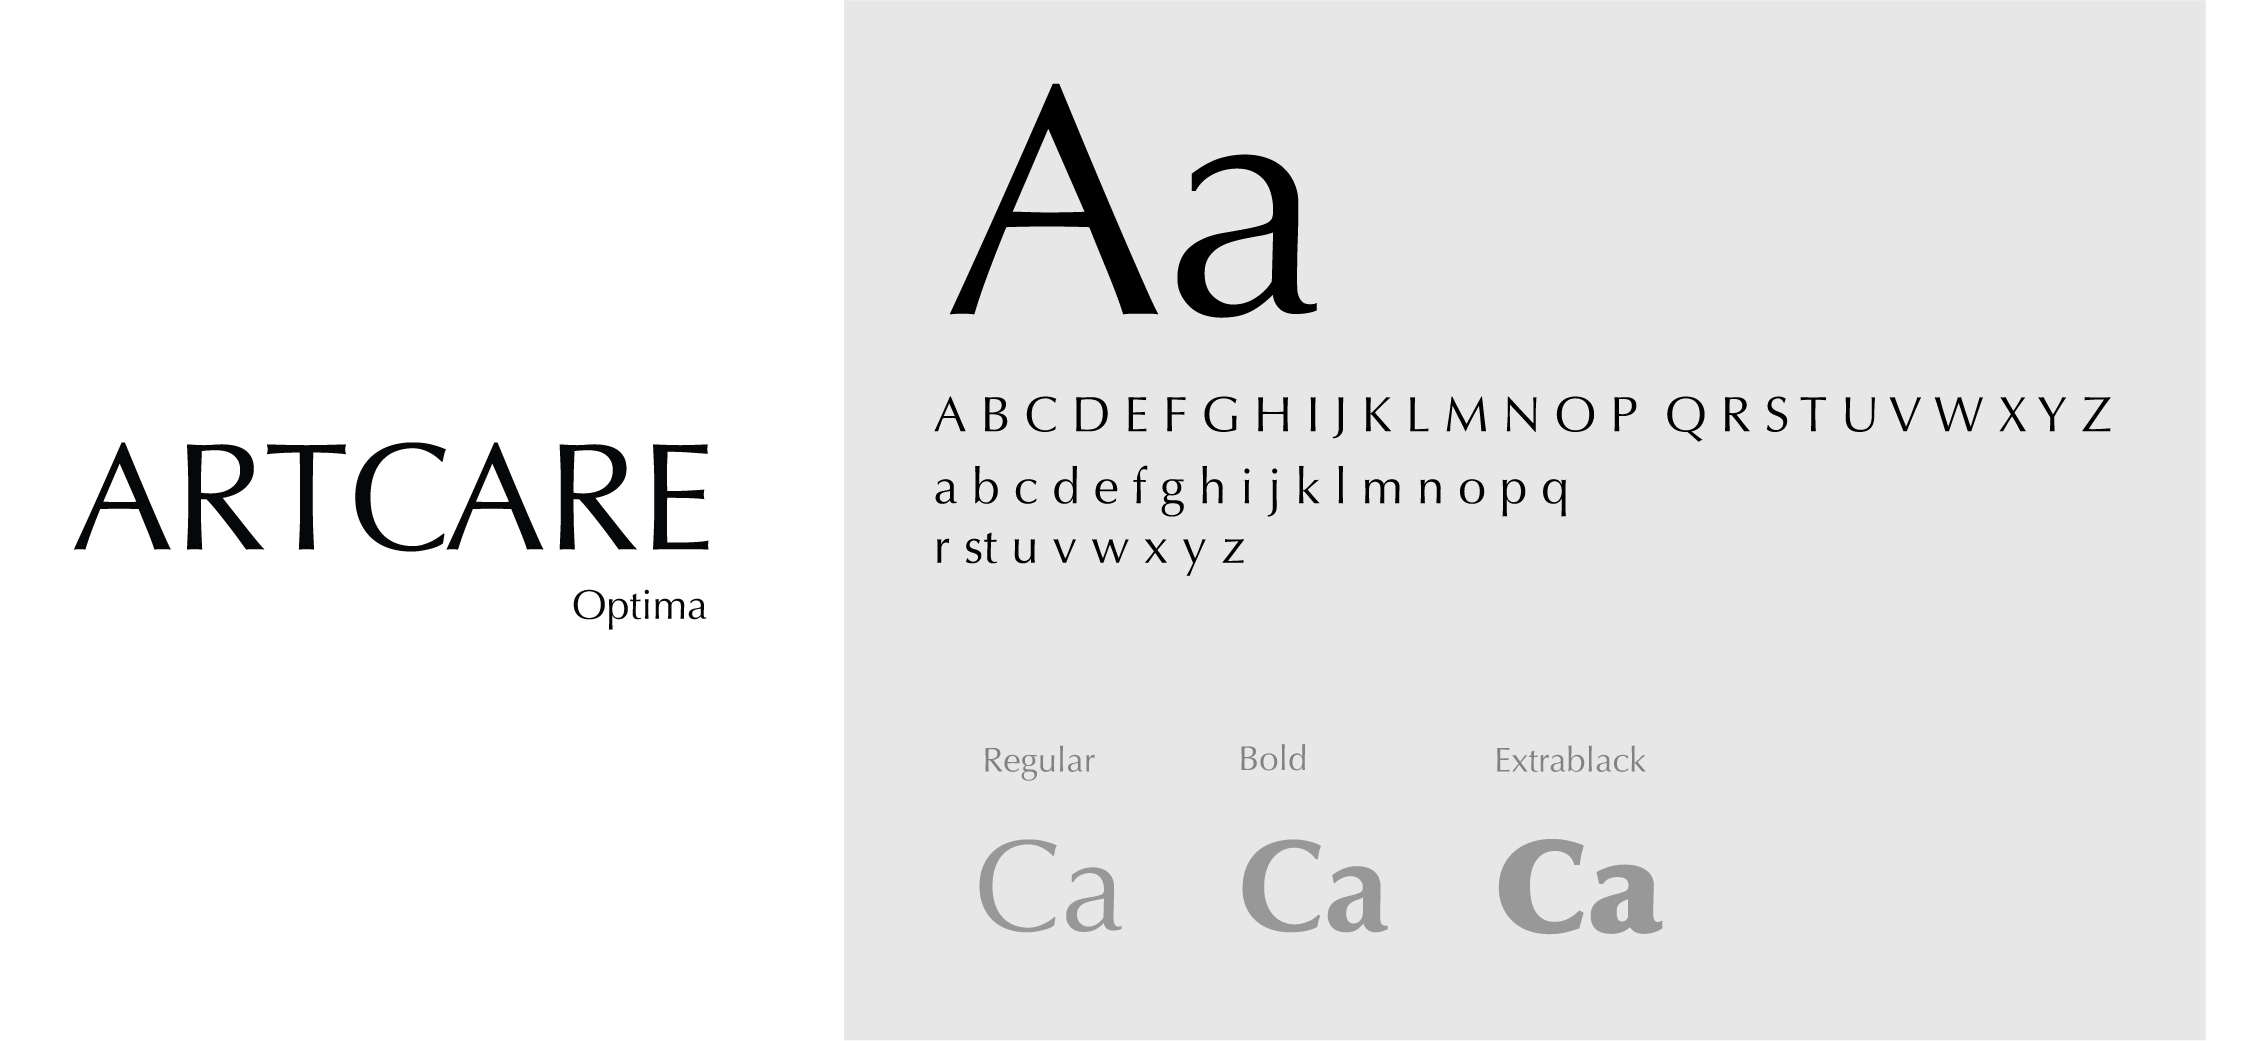 ARTCARE
Optima
Aa
A B C D E F G H I J K L M N O P Q R S T U V W X Y Z
a b c d e f g h i j k l m n o p q
r st u v w x y z
Regular Bold Extrablack
Ca Ca Ca